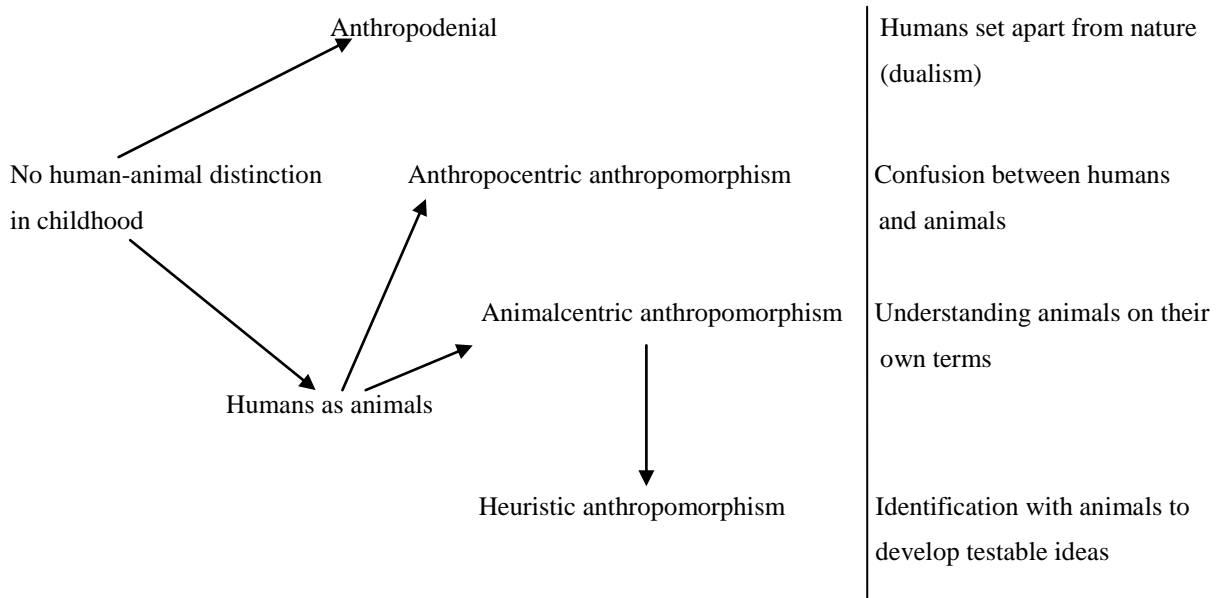 Anthropodenial
Humans set apart from nature
(dualism)
No human-animal distinction
in childhood
Anthropocentric anthropomorphism
Confusion between humans
and animals
Animalcentric anthropomorphism
Understanding animals on their
own terms
Humans as animals
Heuristic anthropomorphism
Identification with animals to
develop testable ideas